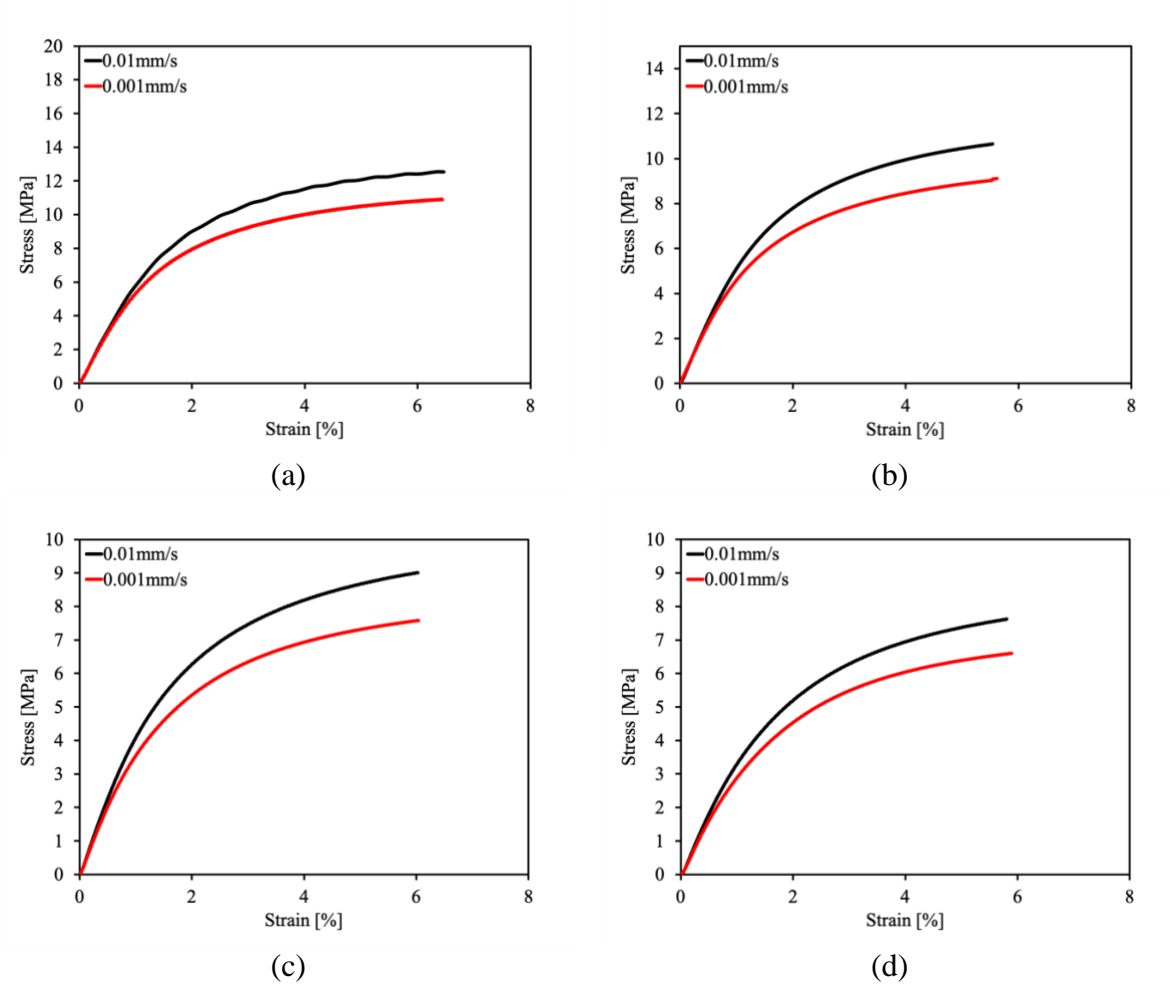 0.01mm/s
0.001mm/s
20
18
16
14
12
10
8
6
4
2
0
0 2 4 6 8
Stress [MPa]
Strain [%]
(a)
0.01mm/s
0.001mm/s
14
12
10
8
6
4
2
0
0 2 4 6 8
Stress [MPa]
Strain [%]
(b)
0.01mm/s
0.001mm/s
10
9
8
7
6
5
4
3
2
1
0
0 2 4 6 8
Stress [MPa]
Strain [%]
(c)
0.01mm/s
0.001mm/s
10
9
8
7
6
5
4
3
2
1
0
0 2 4 6 8
Stress [MPa]
Strain [%]
(d)